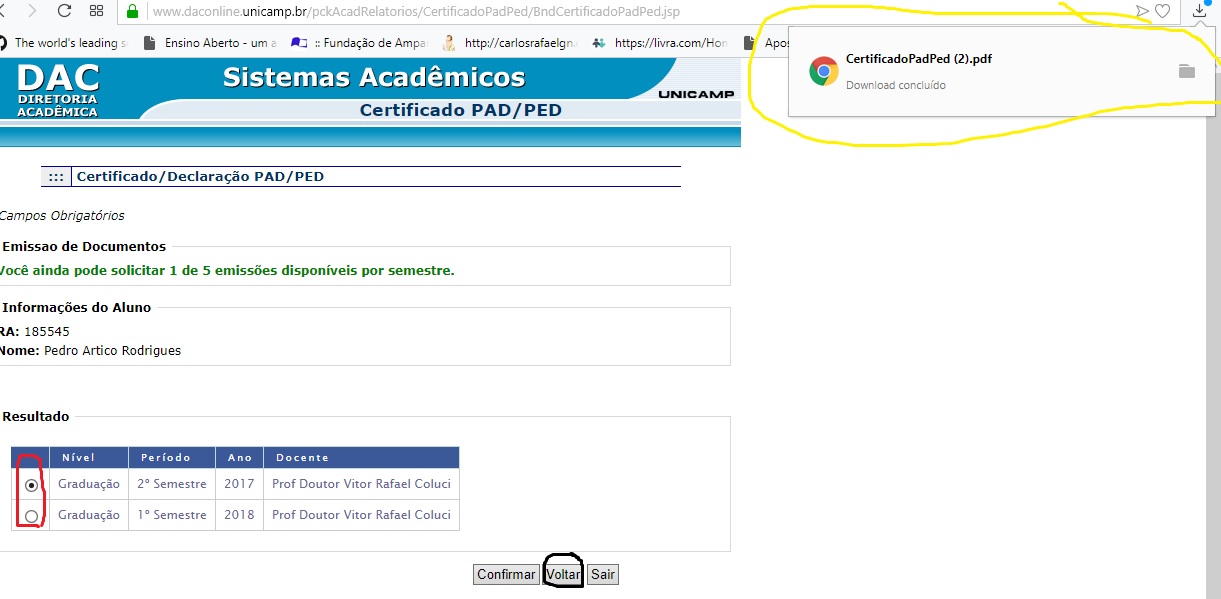 www.daconline.unicamp.br/pckAcadRelatorios/CertificadoPadPed/BndCertificadoPadPed.jsp
The world's leading s
Ensino Aberto - um a
:: Fundação de Ampar
http://carlosrafaelgn.
https://livra.com/Hon
Apos
CertificadoPadPed (2).pdf
Download concluído
DAC
DIRETORIA
ACADÊMICA
Sistemas Acadêmicos
UNICAMP
Certificado PAD/PED
::: Certificado/Declaração PAD/PED
Campos Obrigatórios
Emissao de Documentos
Você ainda pode solicitar 1 de 5 emissões disponíveis por semestre.
Informações do Aluno
RA: 185545
Nome: Pedro Artico Rodrigues
Resultado
Nível Período Ano Docente
Graduação 2º Semestre 2017 Prof Doutor Vitor Rafael Coluci
Graduação 1º Semestre 2018 Prof Doutor Vitor Rafael Coluci
Confirmar Voltar Sair